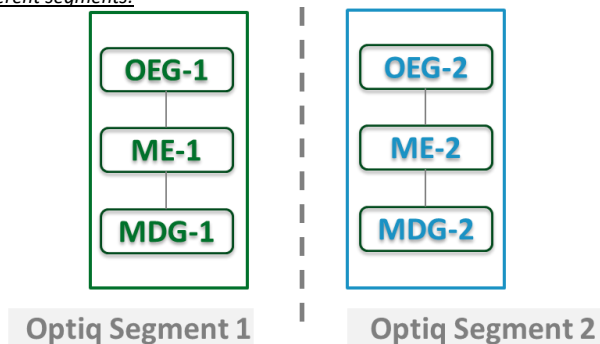 erent segments.
OEG-1
ME-1
MDG-1
Optiq Segment 1
OEG-2
ME-2
MDG-2
Optiq Segment 2